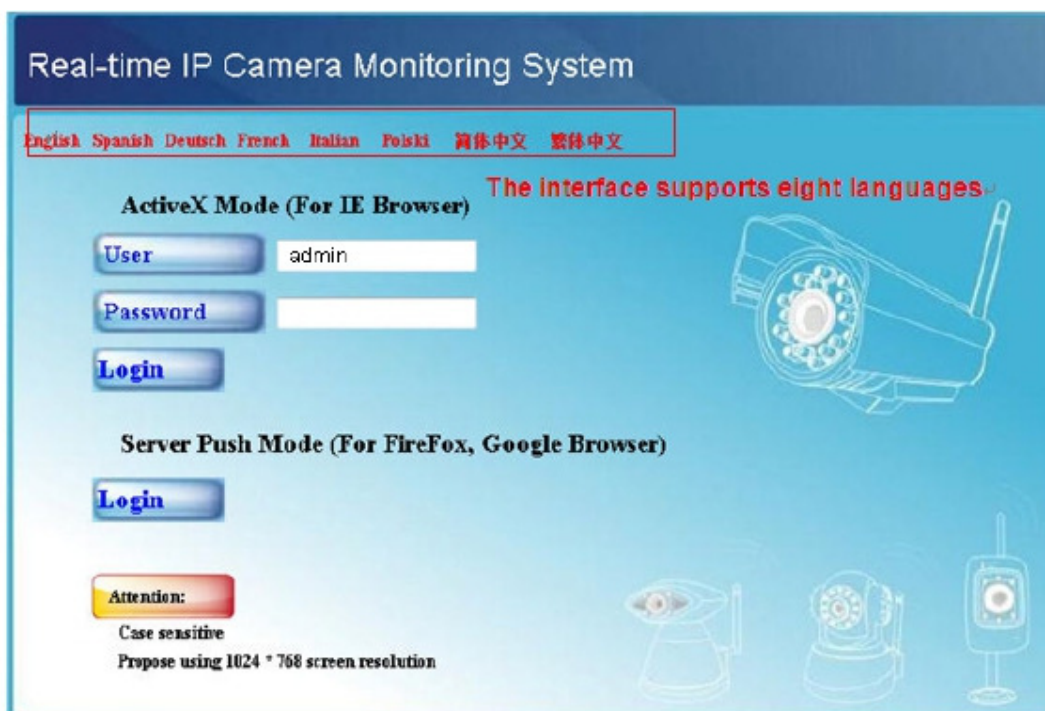 Real-time IP Camera Monitoring System
English Spanish Deutsch French Italian Polski 简体中文 繁体中文
The interface supports eight languages
ActiveX Mode (For IE Browser)
User admin
Password
Login
Server Push Mode (For FireFox, Google Browser)
Login
Attention:
Case sensitive
Propose using 1024 * 768 screen resolution